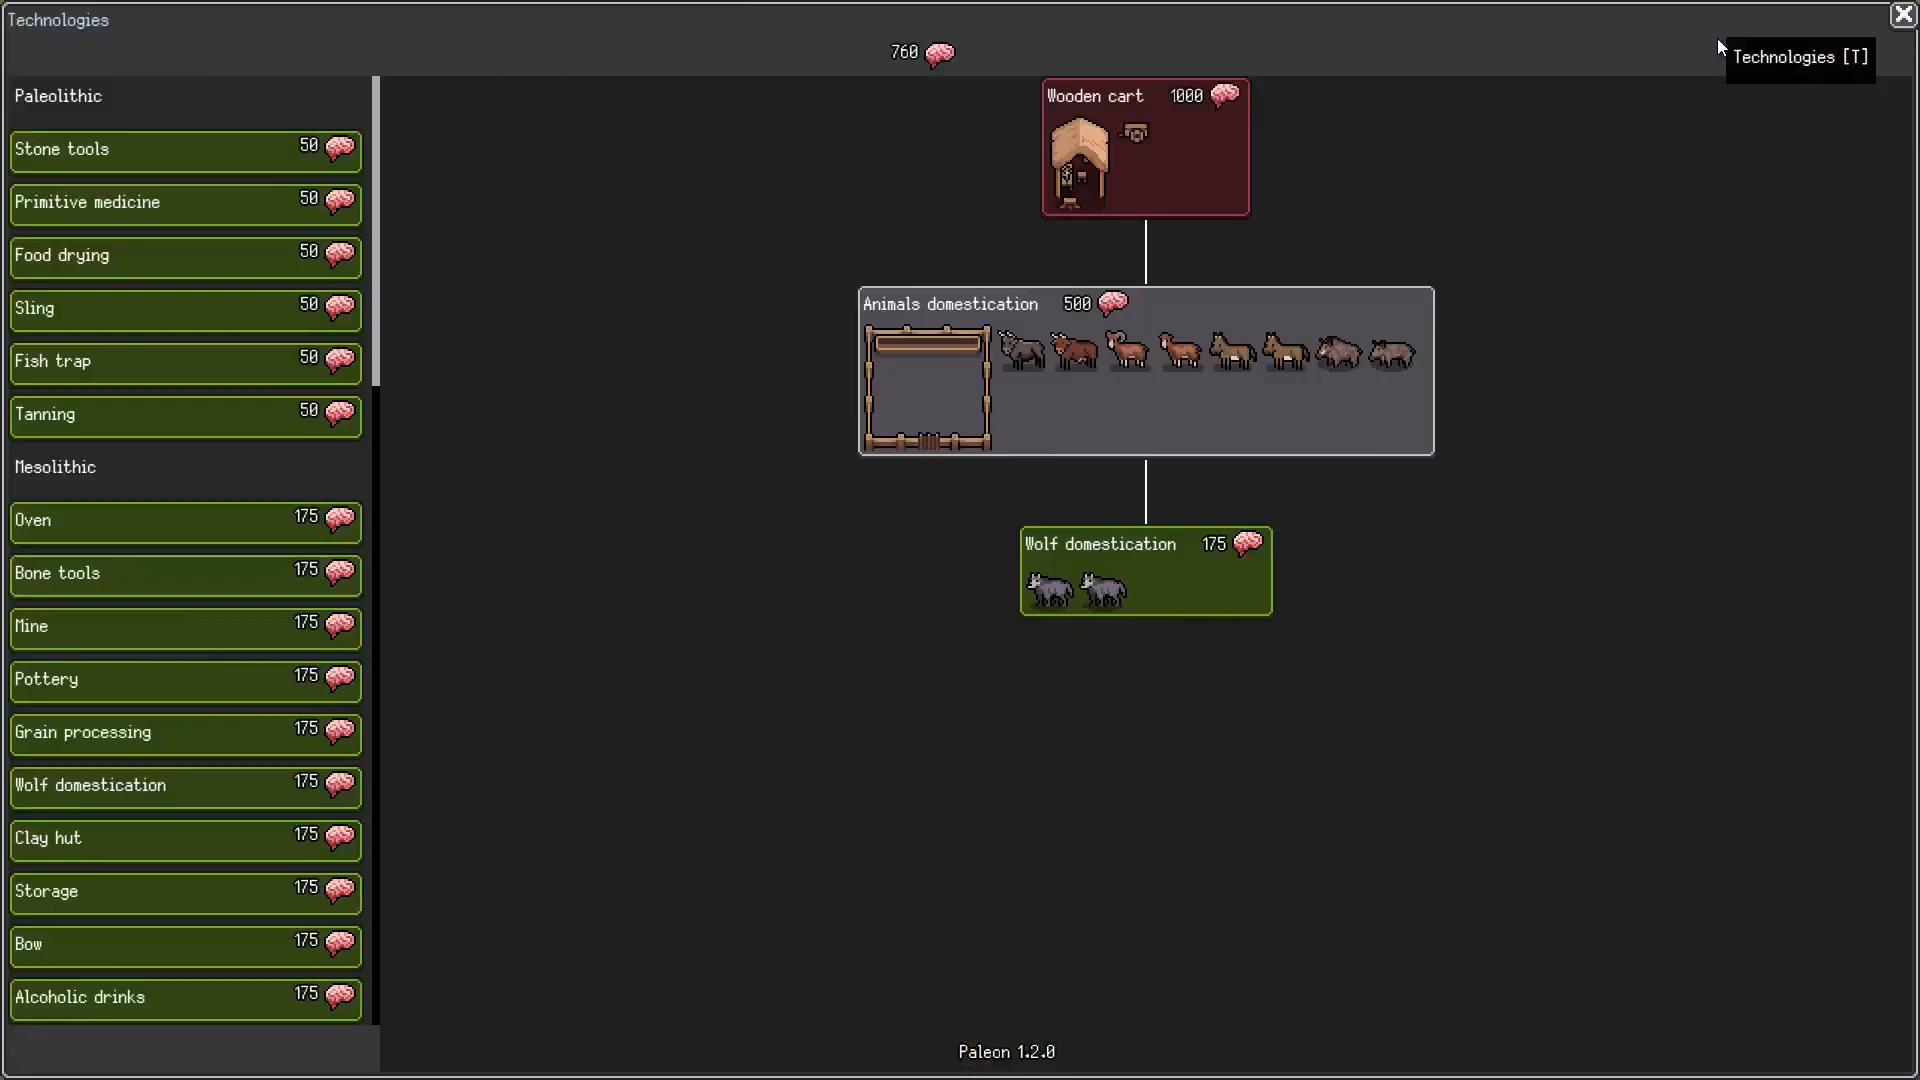 Technologies
760
Technologies [T]
Paleolithic
Stone tools 50
Primitive medicine 50
Food drying 50
Sling 50
Fish trap 50
Tanning 50
Mesolithic
Oven 175
Bone tools 175
Mine 175
Pottery 175
Grain processing 175
Wolf domestication 175
Clay hut 175
Storage 175
Bow 175
Alcoholic drinks 175
Wooden cart 1000
Animals domestication 500
Wolf domestication 175
Paleon 1.2.0